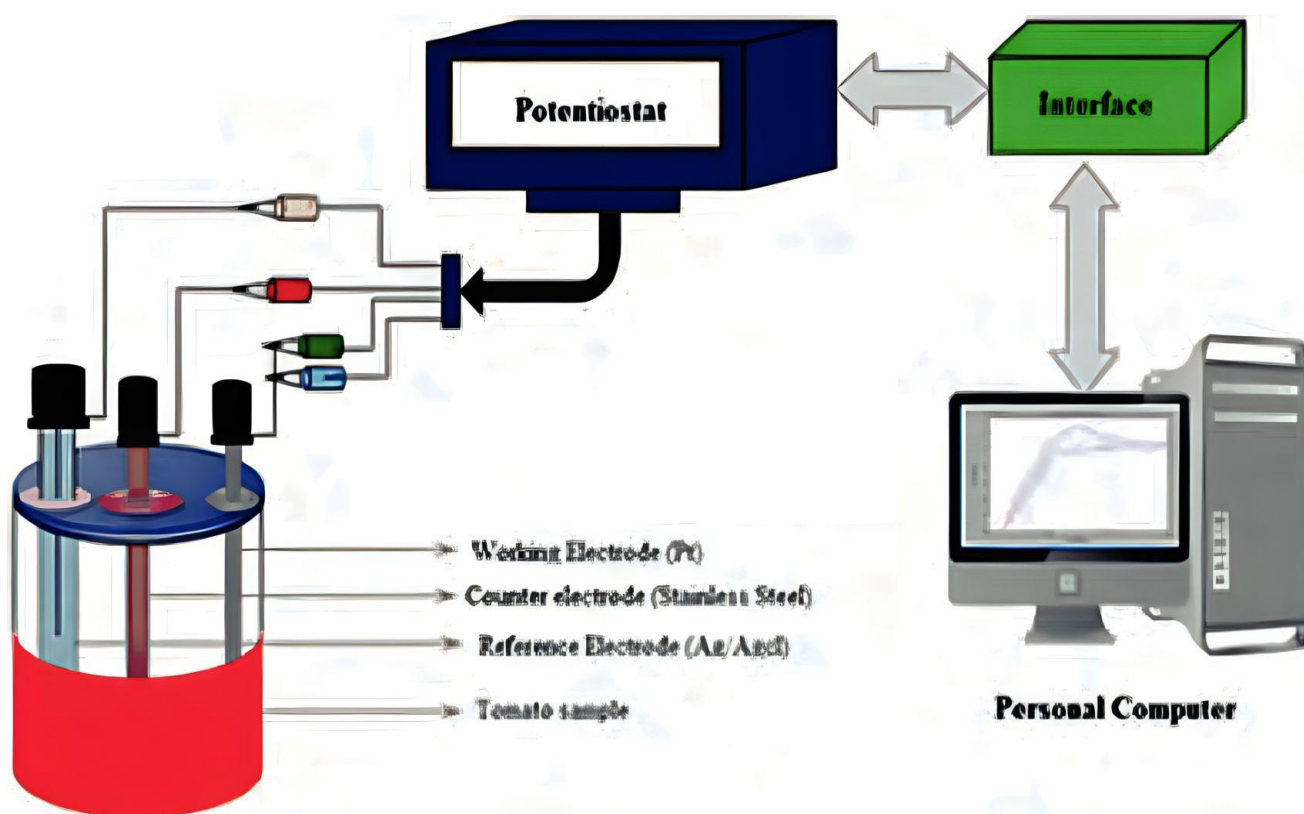 Potentiostat
Interface
Working Electrode (Pt)
Counter electrode (Stainless Steel)
Reference Electrode (Ag/Agcl)
Tomato sample
Personal Computer